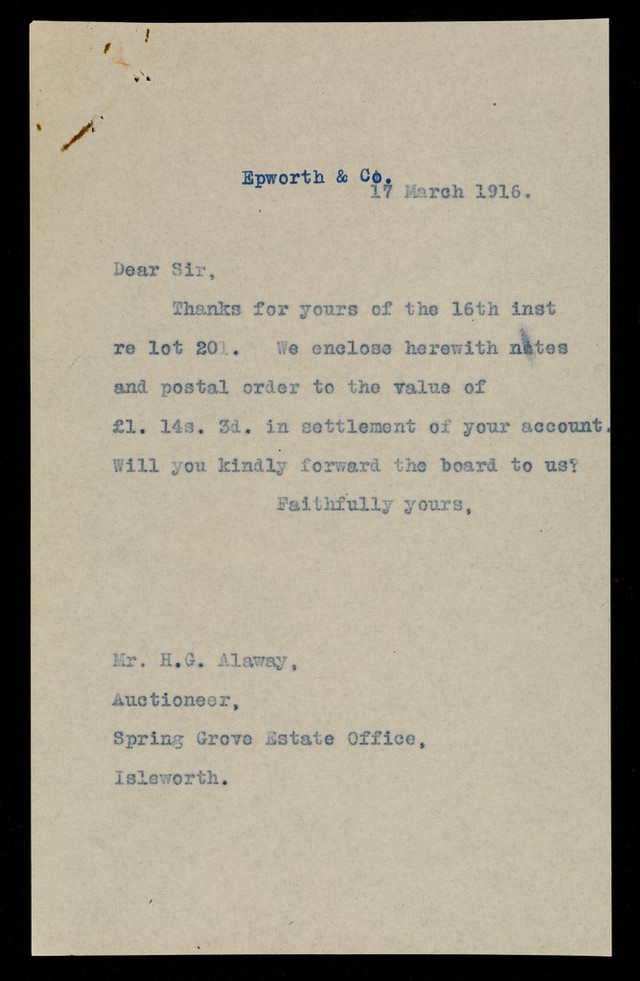 Epworth & Co.
17 March 1916.
Dear Sir,
Thanks for yours of the 16th inst
re lot 201. We enclose herewith notes
and postal order to the value of
£1. 14s. 3d. in settlement of your account.
Will you kindly forward the board to us?
Faithfully yours,
Mr. H.G. Alaway,
Auctioneer,
Spring Grove Estate Office,
Isleworth.